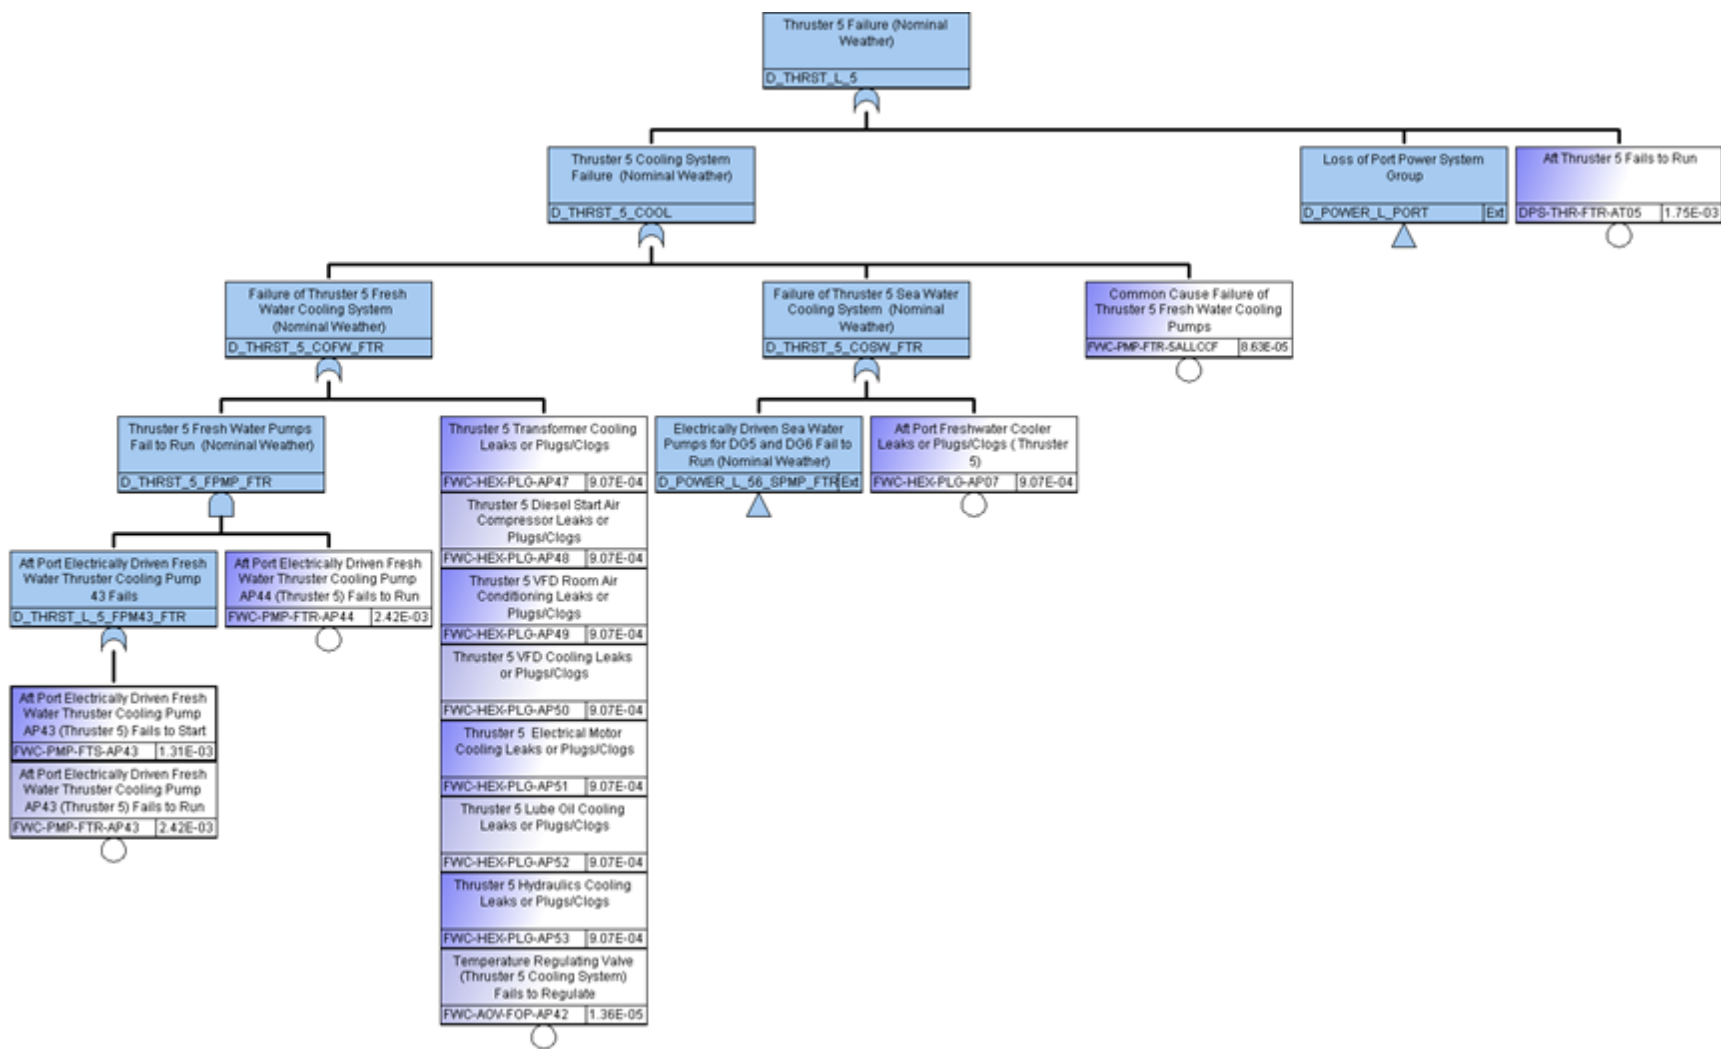 Thruster 5 Failure (Nominal
Weather)
D_THRST_L_5
Thruster 5 Cooling System
Failure (Nominal Weather)
D_THRST_5_COOL
Loss of Port Power System
Group
D_POWER_L_PORT Ext
Aft Thruster 5 Fails to Run
DPS-THR-FTR-AT05 1.75E-03
Failure of Thruster 5 Fresh
Water Cooling System
(Nominal Weather)
D_THRST_5_COFW_FTR
Failure of Thruster 5 Sea Water
Cooling System (Nominal
Weather)
D_THRST_5_COSW_FTR
Common Cause Failure of
Thruster 5 Fresh Water Cooling
Pumps
FWC-PMP-FTR-5ALLCCF 8.63E-05
Thruster 5 Fresh Water Pumps
Fail to Run (Nominal Weather)
D_THRST_5_FPMP_FTR
Thruster 5 Transformer Cooling
Leaks or Plugs/Clogs
FWC-HEX-PLG-AP47 9.07E-04
Thruster 5 Diesel Start Air
Compressor Leaks or
Plugs/Clogs
FWC-HEX-PLG-AP48 9.07E-04
Thruster 5 VFD Room Air
Conditioning Leaks or
Plugs/Clogs
FWC-HEX-PLG-AP49 9.07E-04
Thruster 5 VFD Cooling Leaks
or Plugs/Clogs
FWC-HEX-PLG-AP50 9.07E-04
Thruster 5 Electrical Motor
Cooling Leaks or Plugs/Clogs
FWC-HEX-PLG-AP51 9.07E-04
Thruster 5 Lube Oil Cooling
Leaks or Plugs/Clogs
FWC-HEX-PLG-AP52 9.07E-04
Thruster 5 Hydraulics Cooling
Leaks or Plugs/Clogs
FWC-HEX-PLG-AP53 9.07E-04
Temperature Regulating Valve
(Thruster 5 Cooling System)
Fails to Regulate
FWC-AOV-FOP-AP42 1.36E-05
Electrically Driven Sea Water
Pumps for DG5 and DG6 Fail to
Run (Nominal Weather)
D_POWER_L_56_SPMP_FTR Ext
Aft Port Freshwater Cooler
Leaks or Plugs/Clogs ( Thruster
5)
FWC-HEX-PLG-AP07 9.07E-04
Aft Port Electrically Driven Fresh
Water Thruster Cooling Pump
43 Fails
D_THRST_L_5_FPM43_FTR
Aft Port Electrically Driven Fresh
Water Thruster Cooling Pump
AP44 (Thruster 5) Fails to Run
FWC-PMP-FTR-AP44 2.42E-03
Aft Port Electrically Driven Fresh
Water Thruster Cooling Pump
AP43 (Thruster 5) Fails to Start
FWC-PMP-FTS-AP43 1.31E-03
Aft Port Electrically Driven Fresh
Water Thruster Cooling Pump
AP43 (Thruster 5) Fails to Run
FWC-PMP-FTR-AP43 2.42E-03